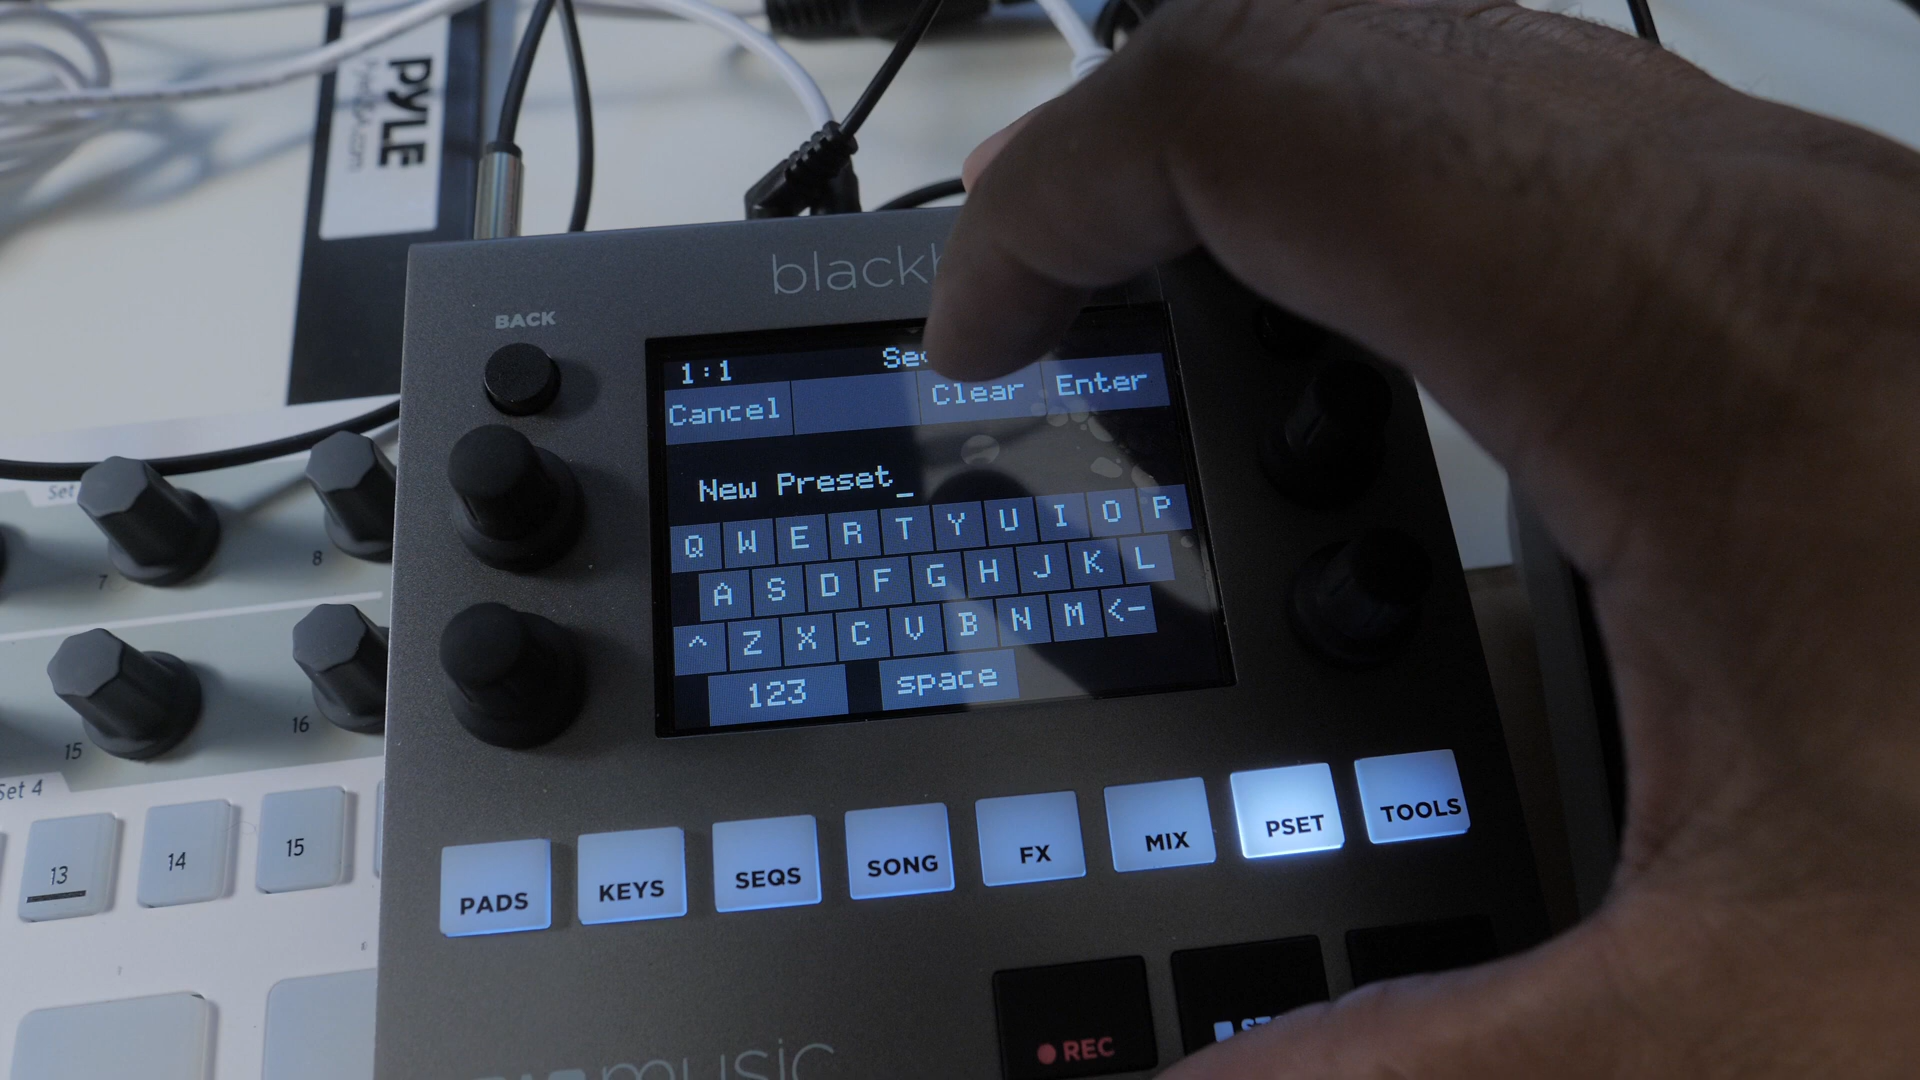 PYLE
blackb
BACK
1:1 Sec
Cancel Clear Enter
New Preset_
Q W E R T Y U I O P
A S D F G H J K L
^ Z X C V B N M <-
123 space
PADS KEYS SEQS SONG FX MIX PSET TOOLS
REC
music
Set
7 8
15 16
Set 4
13 14 15